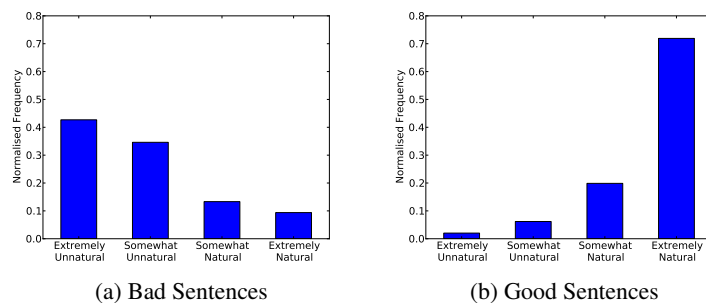 0.8
0.7
0.6
0.5
0.4
0.3
0.2
0.1
0.0
Normalised Frequency
Extremely Unnatural
Somewhat Unnatural
Somewhat Natural
Extremely Natural
(a) Bad Sentences
0.8
0.7
0.6
0.5
0.4
0.3
0.2
0.1
0.0
Normalised Frequency
Extremely Unnatural
Somewhat Unnatural
Somewhat Natural
Extremely Natural
(b) Good Sentences